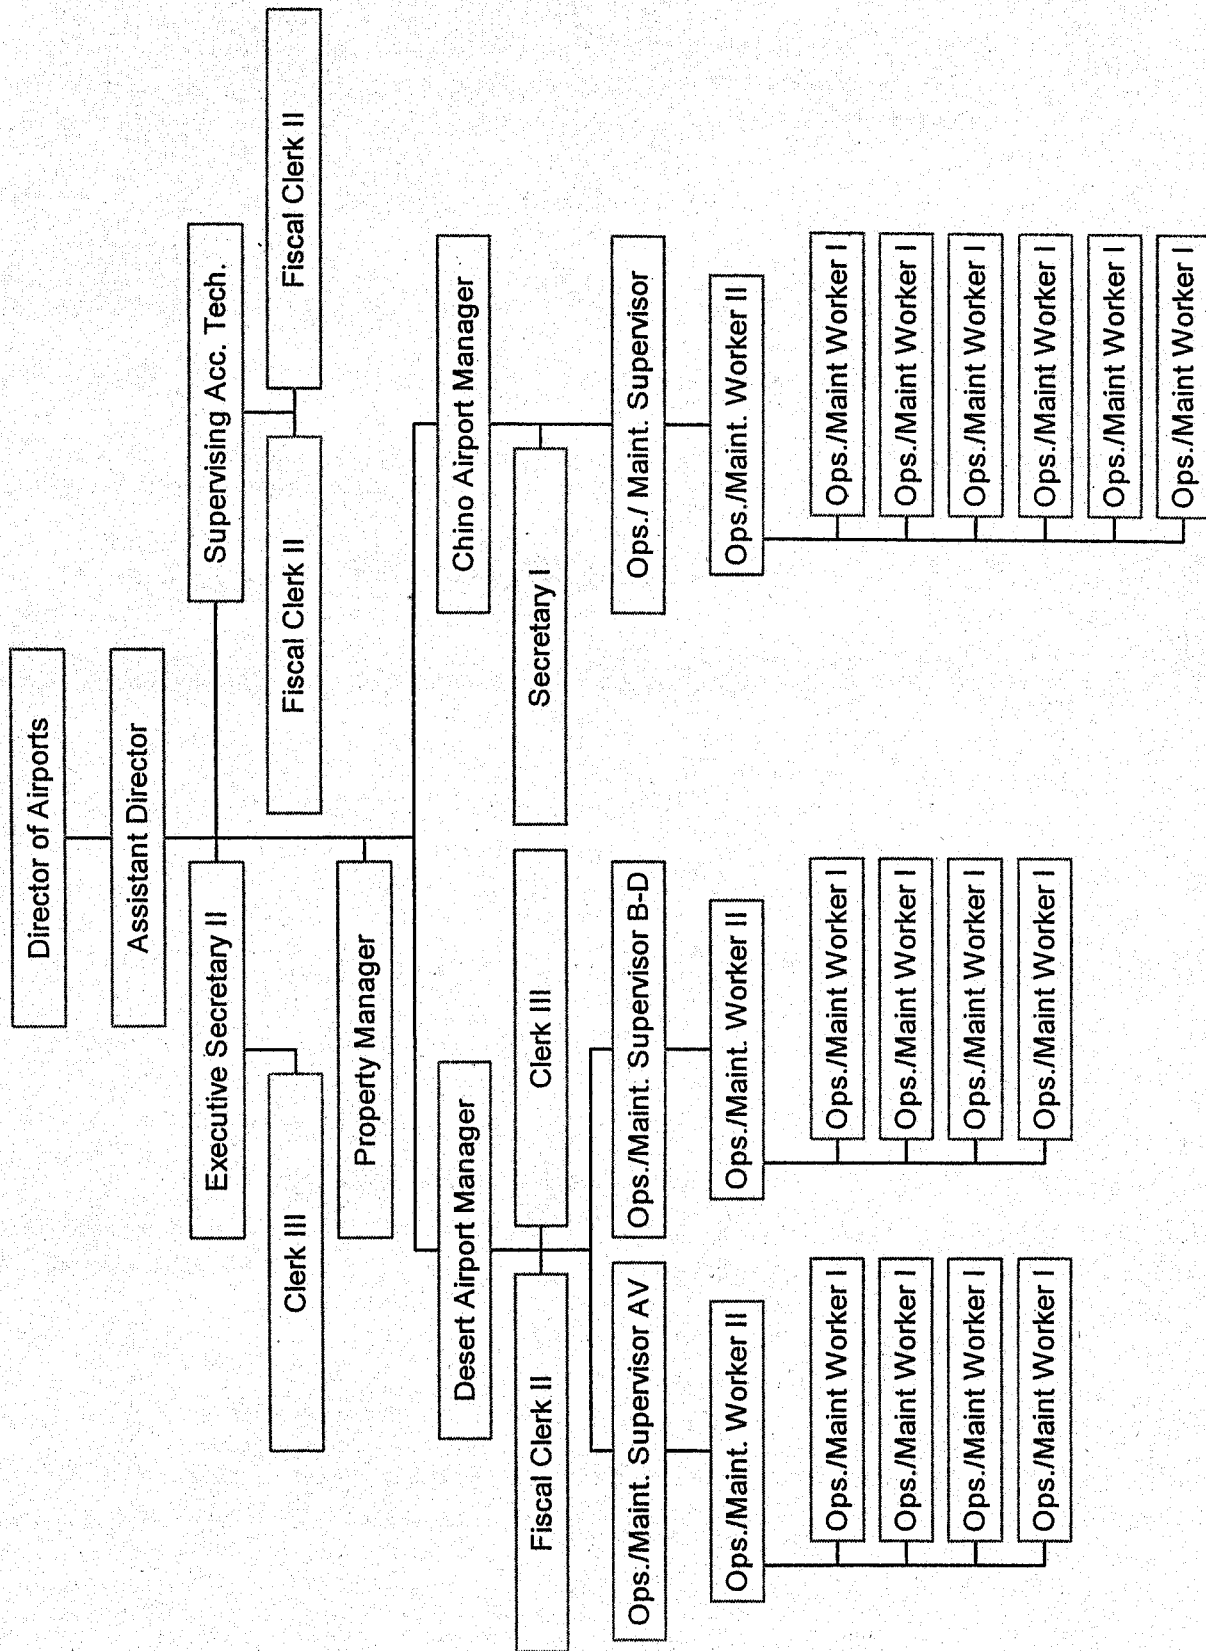 Director of Airports
Assistant Director
Executive Secretary II
Supervising Acc. Tech.
Clerk III
Fiscal Clerk II
Fiscal Clerk II
Property Manager
Desert Airport Manager
Chino Airport Manager
Fiscal Clerk II
Clerk III
Secretary I
Ops./Maint. Supervisor AV
Ops./Maint. Supervisor B-D
Ops./ Maint. Supervisor
Ops./Maint. Worker II
Ops./Maint. Worker II
Ops./Maint. Worker II
Ops./Maint Worker I
Ops./Maint Worker I
Ops./Maint Worker I
Ops./Maint Worker I
Ops./Maint Worker I
Ops./Maint Worker I
Ops./Maint Worker I
Ops./Maint Worker I
Ops./Maint Worker I
Ops./Maint Worker I
Ops./Maint Worker I
Ops./Maint Worker I
Ops./Maint Worker I
Ops./Maint Worker I